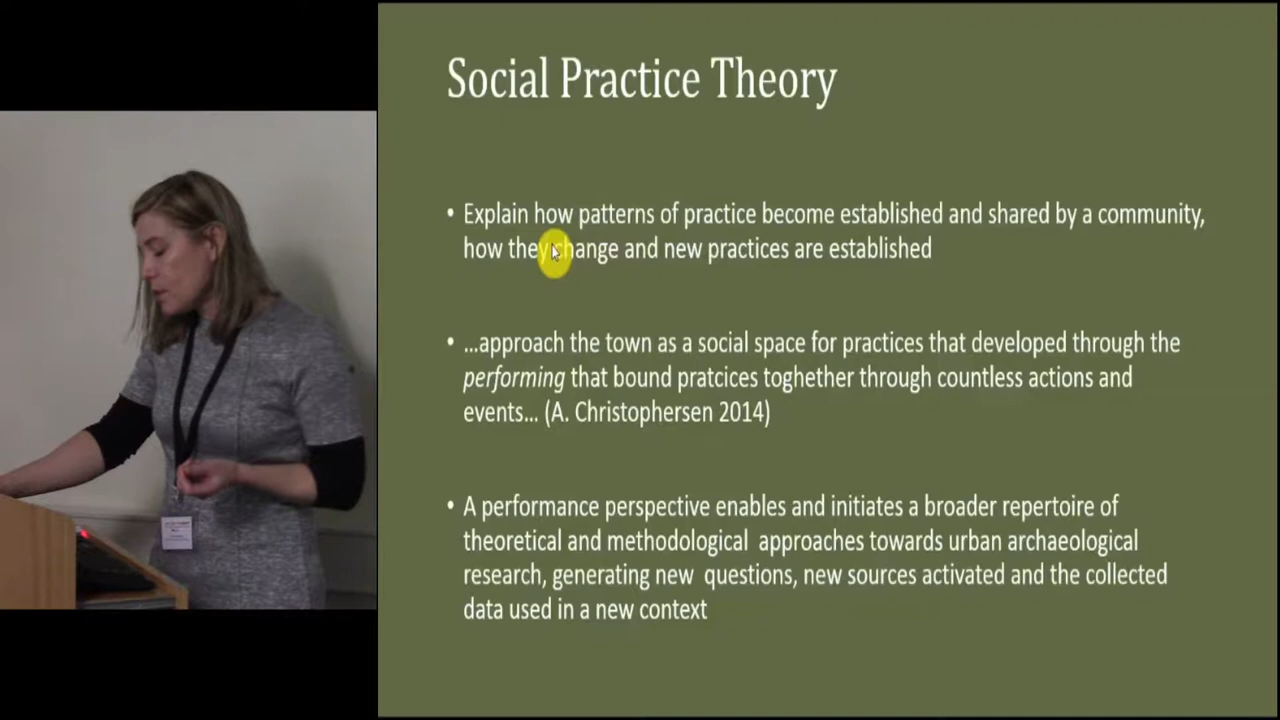 Social Practice Theory
• Explain how patterns of practice become established and shared by a community,
how they change and new practices are established
• ...approach the town as a social space for practices that developed through the
performing that bound pratcices toghether through countless actions and
events... (A. Christophersen 2014)
• A performance perspective enables and initiates a broader repertoire of
theoretical and methodological approaches towards urban archaeological
research, generating new questions, new sources activated and the collected
data used in a new context